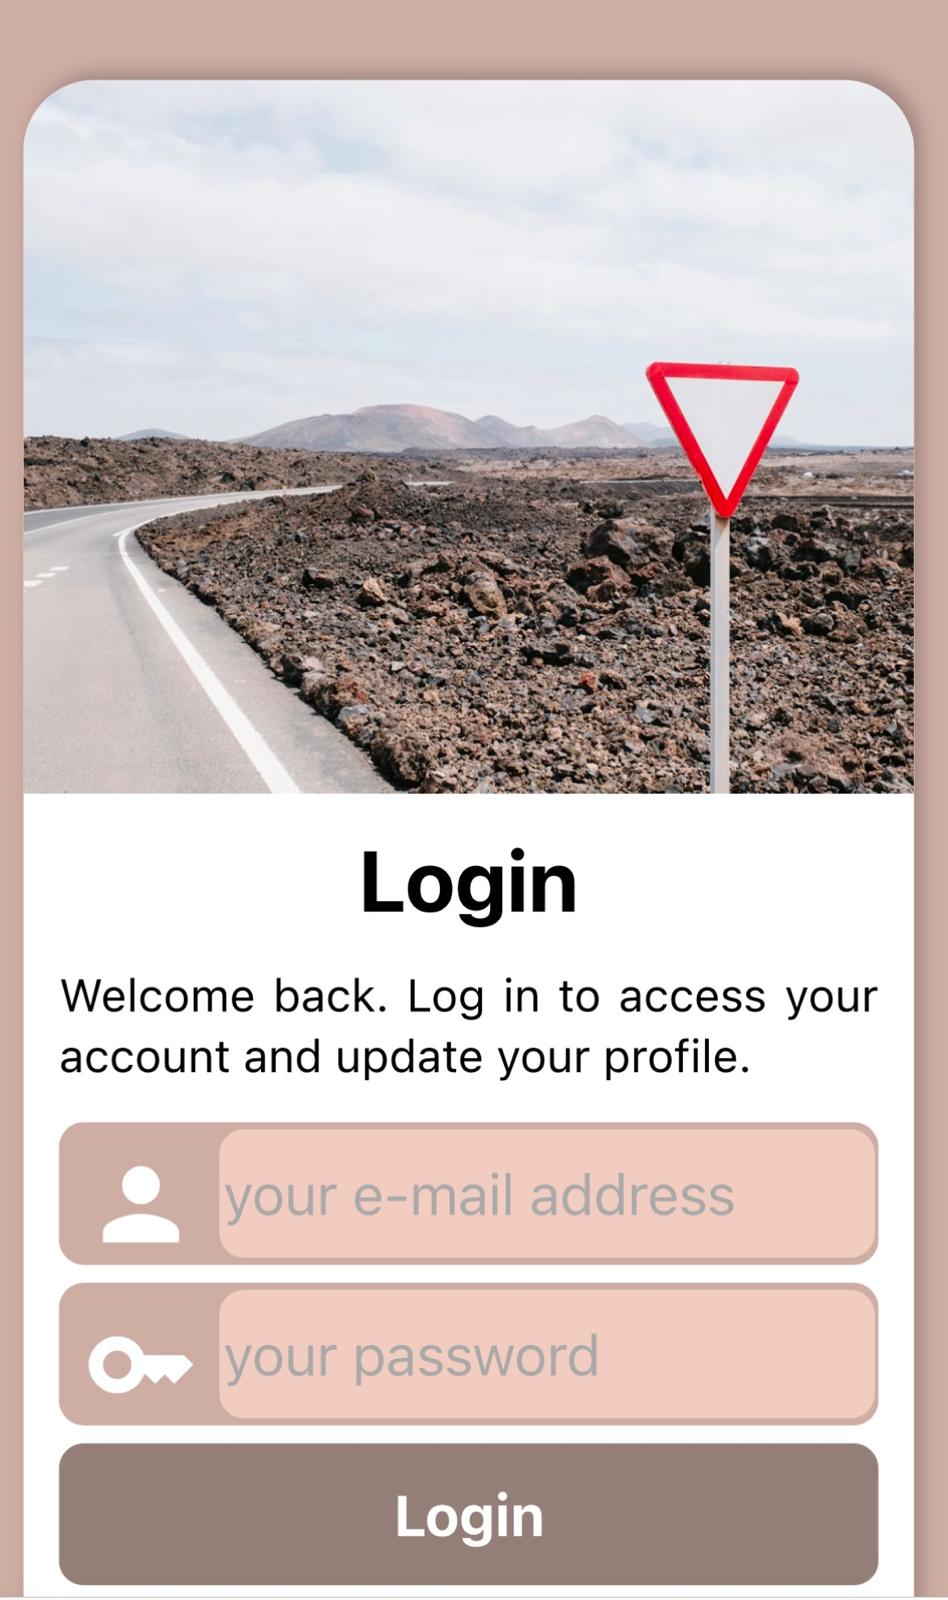 Login
Welcome back. Log in to access your
account and update your profile.
your e-mail address
your password
Login